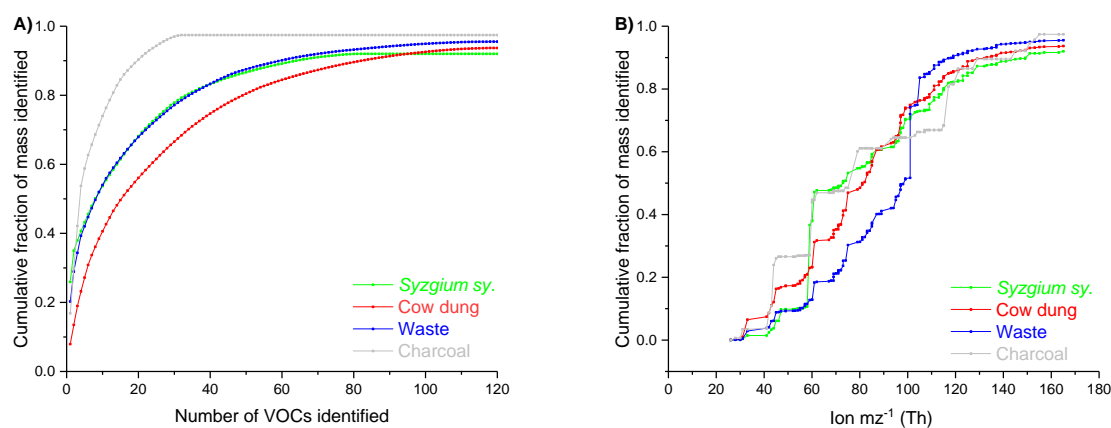 A)
1.0
0.8
0.6
0.4
0.2
0.0
Cumulative fraction of mass identified
Syzgium sy.
Cow dung
Waste
Charcoal
0 20 40 60 80 100 120
Number of VOCs identified
B)
1.0
0.8
0.6
0.4
0.2
0.0
Cumulative fraction of mass identified
Syzgium sy.
Cow dung
Waste
Charcoal
0 20 40 60 80 100 120 140 160 180
Ion mz⁻¹ (Th)